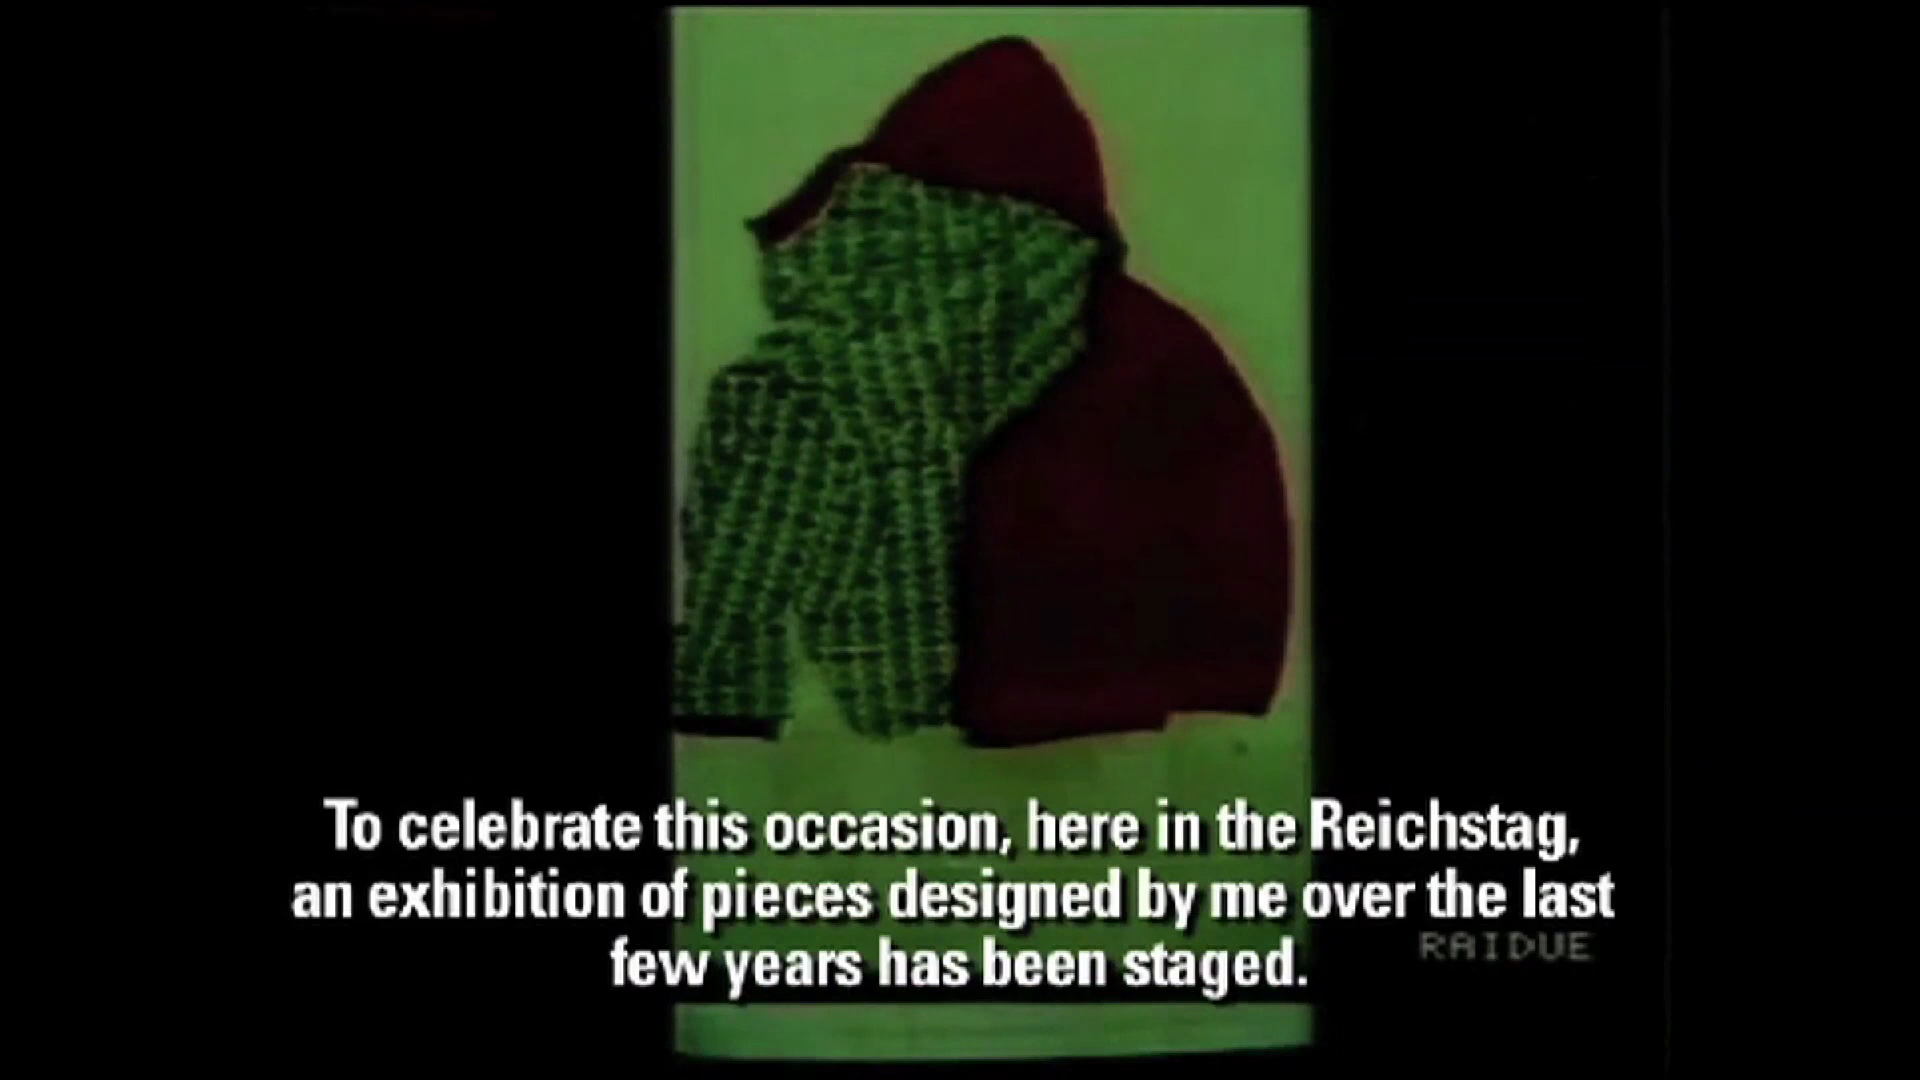 To celebrate this occasion, here in the Reichstag,
an exhibition of pieces designed by me over the last
few years has been staged.
RAIDUE